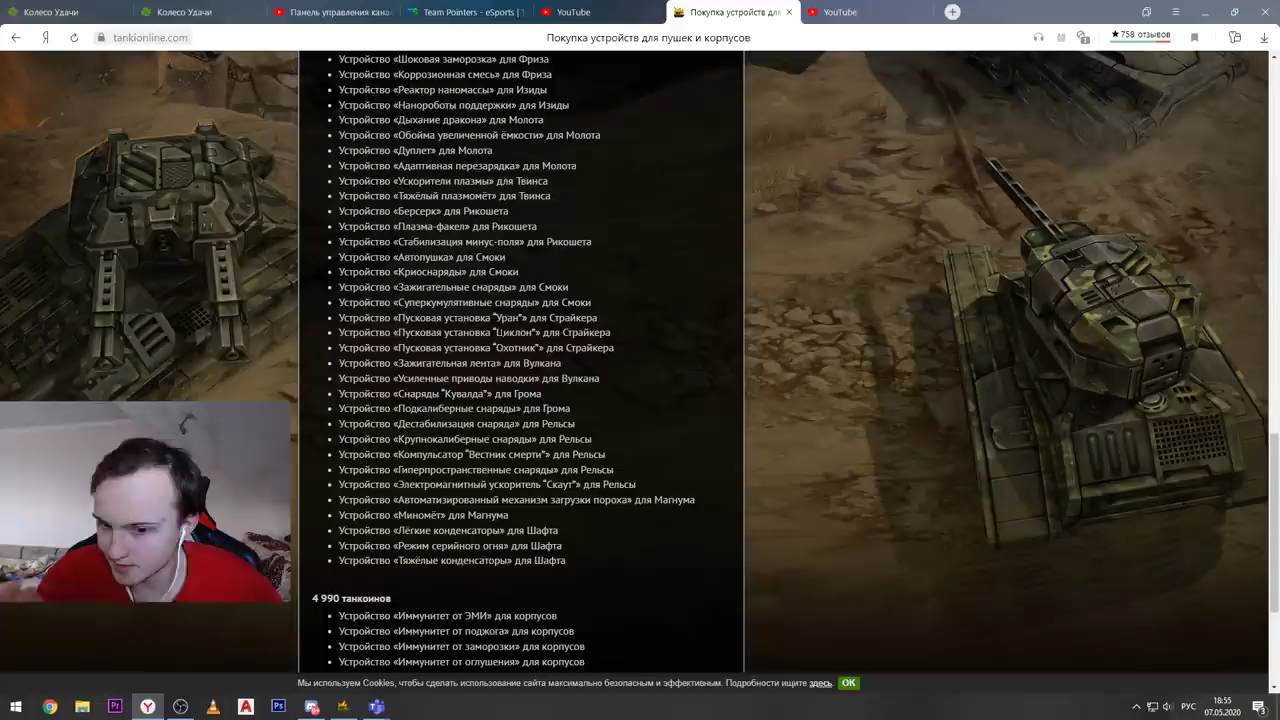 Колесо Удачи
Колесо Удачи
Панель управления кана
Team Pointers - eSports | 1
YouTube
Покупка устройств для
YouTube
tankionline.com
Покупка устройств для пушек и корпусов
★758 отзывов
Устройство «Шоковая заморозка» для Фриза
Устройство «Коррозионная смесь» для Фриза
Устройство «Реактор наномассы» для Изиды
Устройство «Нанороботы поддержки» для Изиды
Устройство «Дыхание дракона» для Молота
Устройство «Обойма увеличенной ёмкости» для Молота
Устройство «Дуплет» для Молота
Устройство «Адаптивная перезарядка» для Молота
Устройство «Ускорители плазмы» для Твинса
Устройство «Тяжёлый плазмомёт» для Твинса
Устройство «Берсерк» для Рикошета
Устройство «Плазма-факел» для Рикошета
Устройство «Стабилизация минус-поля» для Рикошета
Устройство «Автопушка» для Смоки
Устройство «Криоснаряды» для Смоки
Устройство «Зажигательные снаряды» для Смоки
Устройство «Суперкумулятивные снаряды» для Смоки
Устройство «Пусковая установка "Уран"» для Страйкера
Устройство «Пусковая установка "Циклон"» для Страйкера
Устройство «Пусковая установка "Охотник"» для Страйкера
Устройство «Зажигательная лента» для Вулкана
Устройство «Усиленные приводы наводки» для Вулкана
Устройство «Снаряды "Кувалда"» для Грома
Устройство «Подкалиберные снаряды» для Грома
Устройство «Дестабилизация снаряда» для Рельсы
Устройство «Крупнокалиберные снаряды» для Рельсы
Устройство «Компульсатор "Вестник смерти"» для Рельсы
Устройство «Гиперпространственные снаряды» для Рельсы
Устройство «Электромагнитный ускоритель "Скаут"» для Рельсы
Устройство «Автоматизированный механизм загрузки пороха» для Магнума
Устройство «Миномёт» для Магнума
Устройство «Лёгкие конденсаторы» для Шафта
Устройство «Режим серийного огня» для Шафта
Устройство «Тяжёлые конденсаторы» для Шафта
4 990 танкоинов
Устройство «Иммунитет от ЭМИ» для корпусов
Устройство «Иммунитет от поджога» для корпусов
Устройство «Иммунитет от заморозки» для корпусов
Устройство «Иммунитет от оглушения» для корпусов
Мы используем Cookies, чтобы сделать использование сайта максимально безопасным и эффективным. Подробности ищите здесь OK
РУС
18:55
07.05.2020